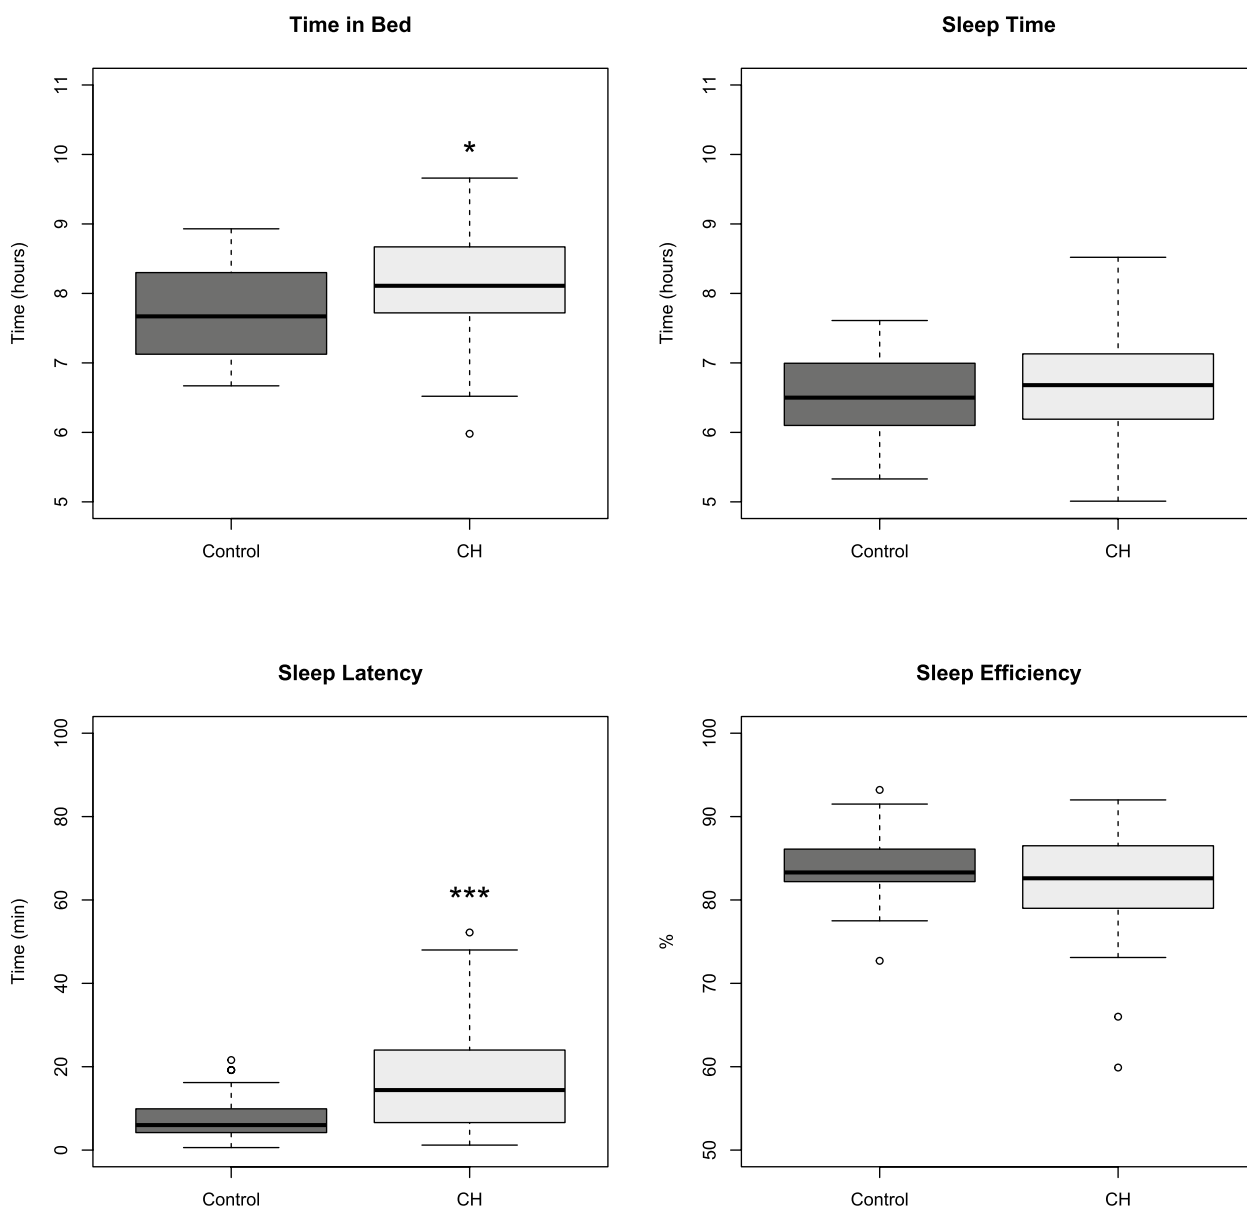 Time in Bed
Time (hours)
11
10
9
8
7
6
5
*
Control
CH
Sleep Time
Time (hours)
11
10
9
8
7
6
5
Control
CH
Sleep Latency
Time (min)
100
80
60
40
20
0
***
Control
CH
Sleep Efficiency
%
100
90
80
70
60
50
Control
CH